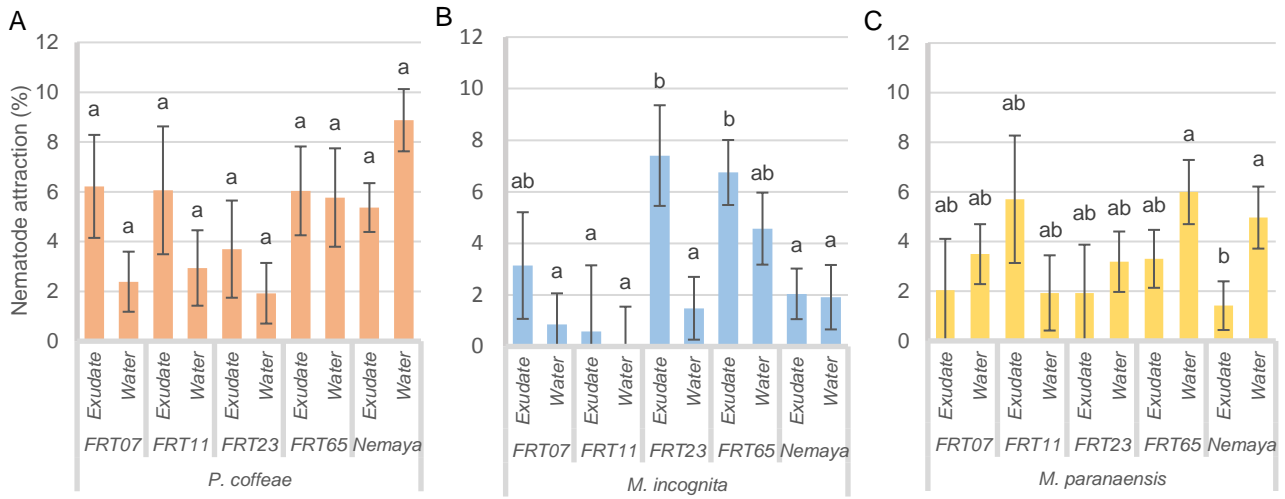 A
B
C
Nematode attraction (%)
12
10
8
6
4
2
0
a a a a a a a a a a
Exudate Water Exudate Water Exudate Water Exudate Water Exudate Water
FRT07 FRT11 FRT23 FRT65 Nemaya
P. coffeae
12
10
8
6
4
2
0
ab a a a b a b ab a a
Exudate Water Exudate Water Exudate Water Exudate Water Exudate Water
FRT07 FRT11 FRT23 FRT65 Nemaya
M. incognita
12
10
8
6
4
2
0
ab ab ab ab ab ab ab a b a
Exudate Water Exudate Water Exudate Water Exudate Water Exudate Water
FRT07 FRT11 FRT23 FRT65 Nemaya
M. paranaensis